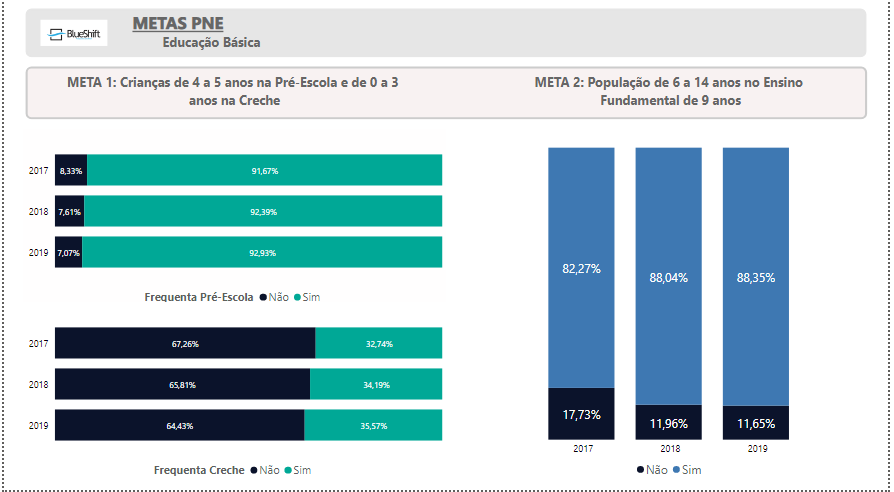 BlueShift
METAS PNE
Educação Básica
META 1: Crianças de 4 a 5 anos na Pré-Escola e de 0 a 3
anos na Creche
META 2: População de 6 a 14 anos no Ensino
Fundamental de 9 anos
2017 8,33% 91,67%
2018 7,61% 92,39%
2019 7,07% 92,93%
Frequenta Pré-Escola Não Sim
2017 67,26% 32,74%
2018 65,81% 34,19%
2019 64,43% 35,57%
Frequenta Creche Não Sim
82,27% 88,04% 88,35%
17,73% 11,96% 11,65%
2017 2018 2019
Não Sim